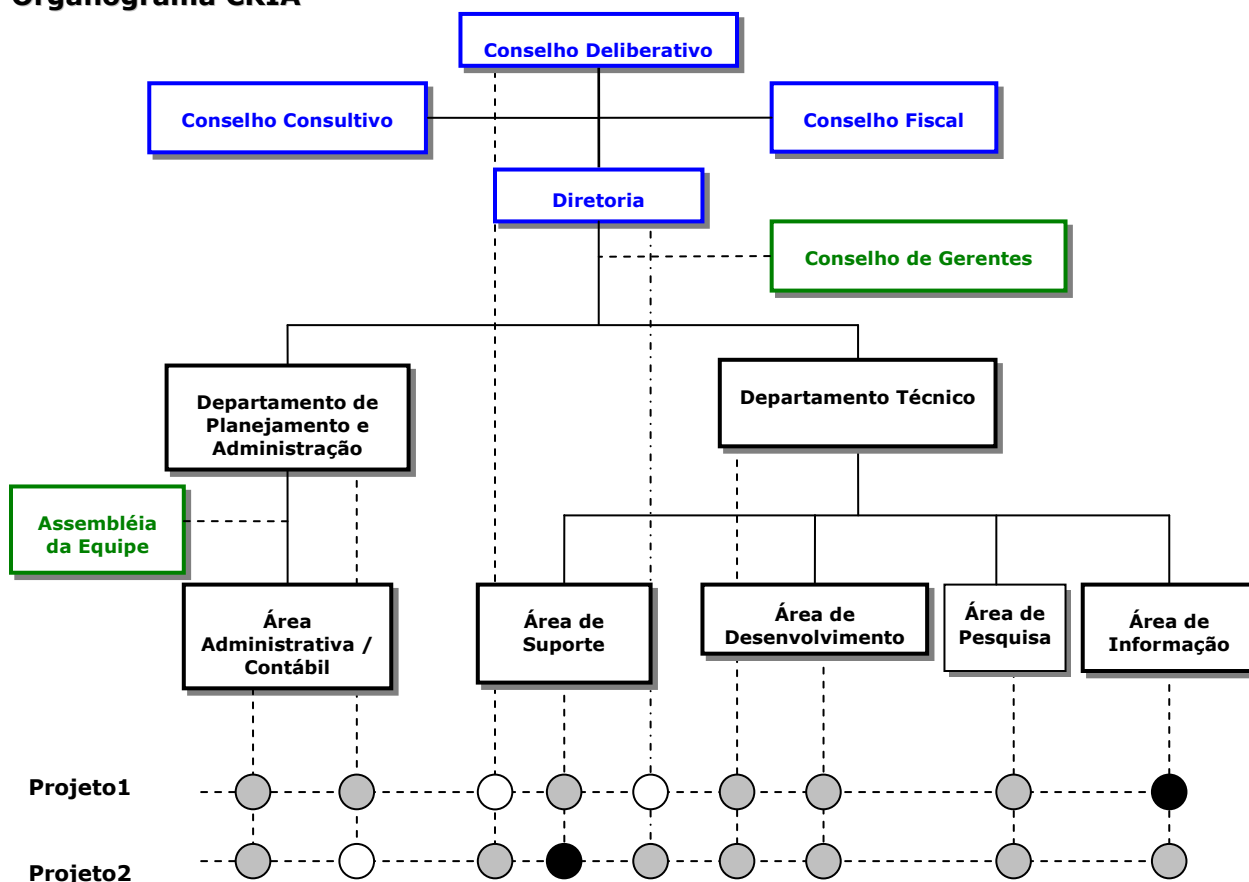 Organograma CRIA
Conselho Deliberativo
Conselho Consultivo
Conselho Fiscal
Diretoria
Conselho de Gerentes
Departamento de
Planejamento e
Administração
Departamento Técnico
Assembléia
da Equipe
Área
Administrativa /
Contábil
Área de
Suporte
Área de
Desenvolvimento
Área de
Pesquisa
Área de
Informação
Projeto1
Projeto2